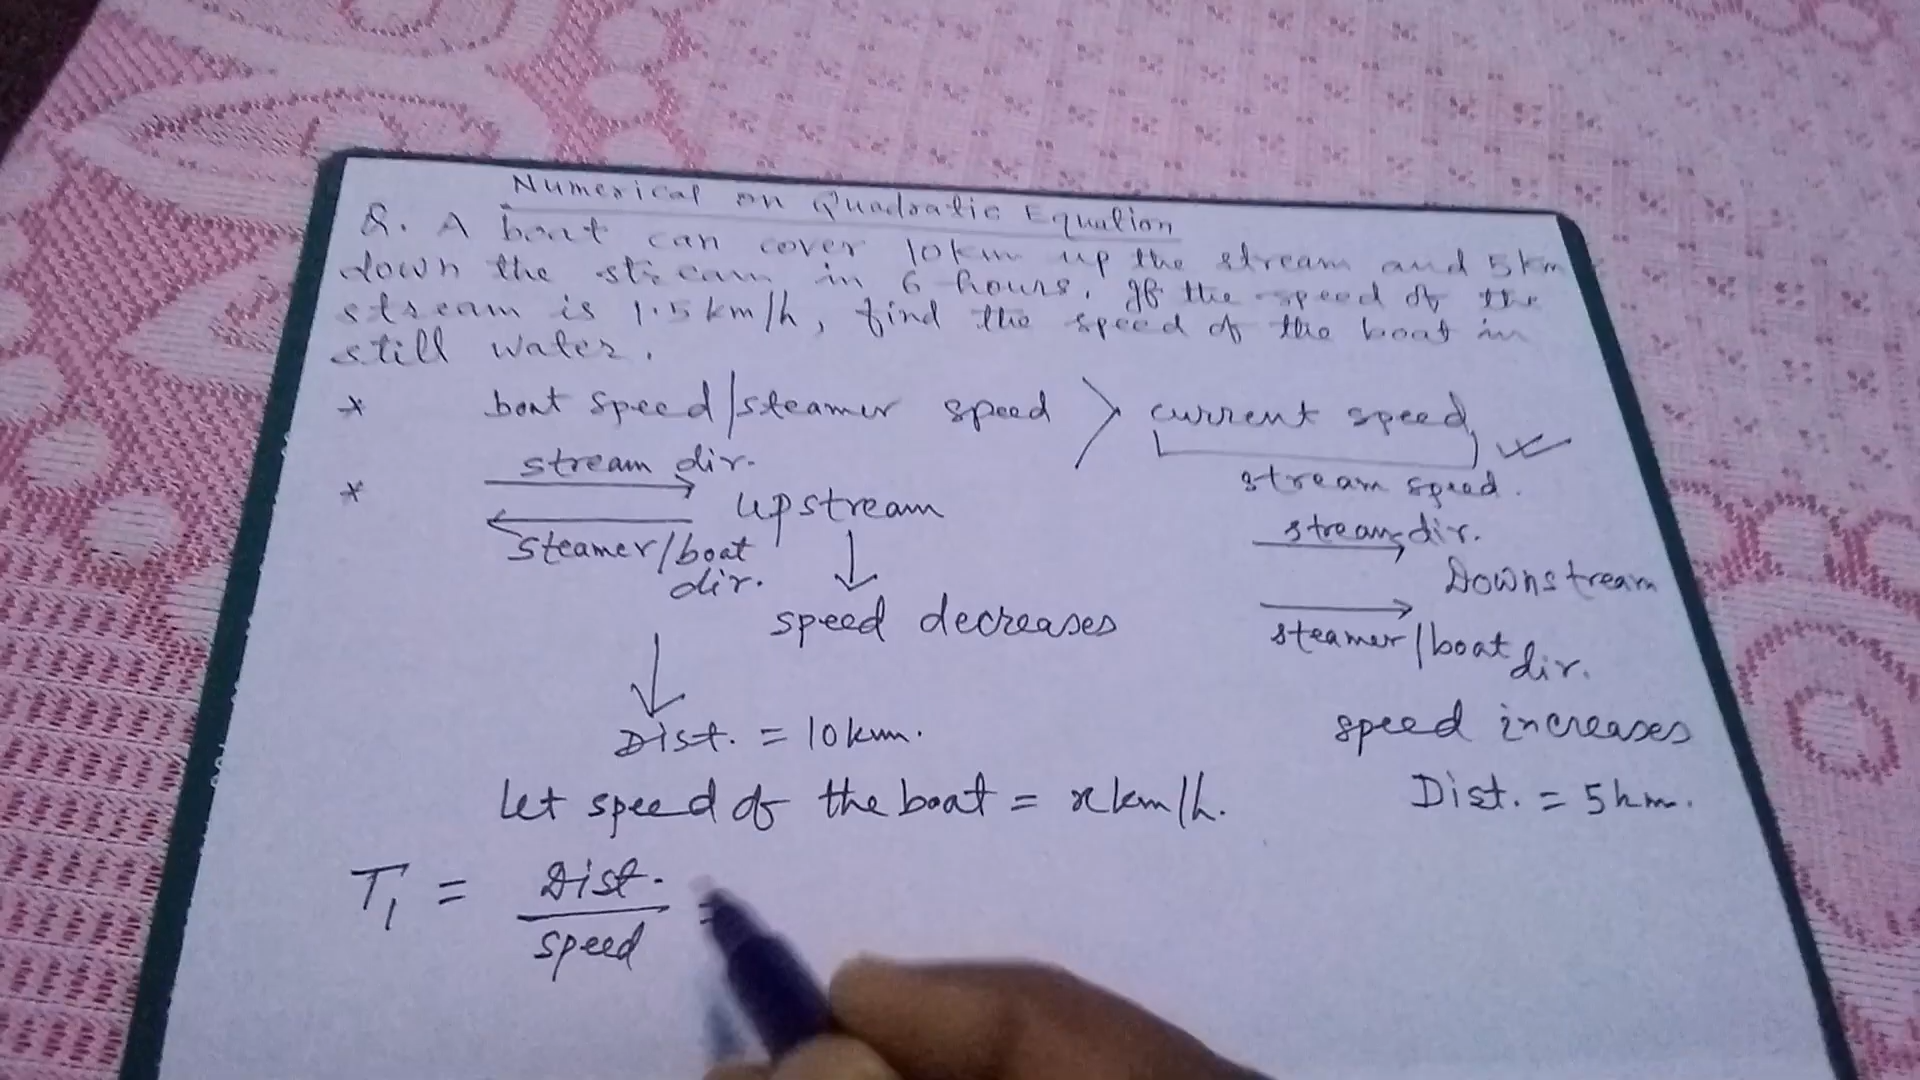 Numerical on Quadratic Equation
Q. A boat can cover 10km up the stream and 5km
down the stream in 6 hours. If the speed of the
stream is 1.5km/h, find the speed of the boat in
still water.
* boat speed/steamer speed > current speed
stream speed.
* stream dir.
upstream
steamer/boat
dir.
speed decreases
stream dir.
Downstream
steamer/boat dir.
speed increases
Dist. = 10km.
Dist. = 5km.
Let speed of the boat = x km/h.
T1 = Dist. =
speed